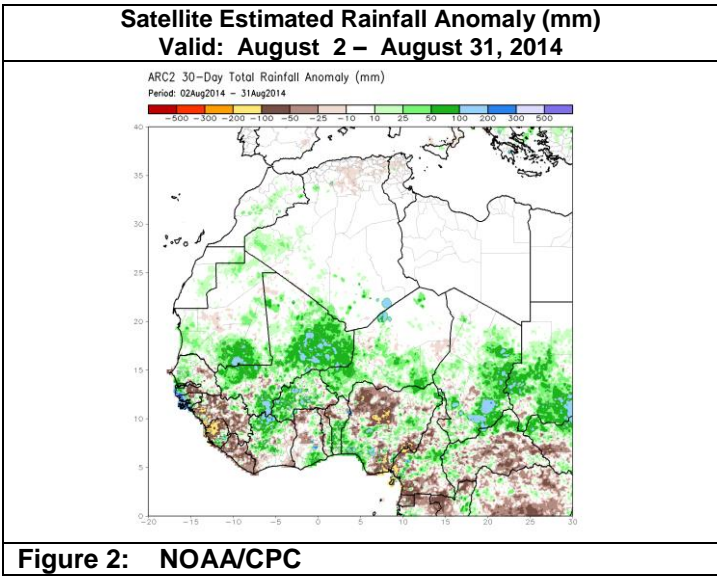 Satellite Estimated Rainfall Anomaly (mm)
Valid: August 2 – August 31, 2014
ARC2 30-Day Total Rainfall Anomaly (mm)
Period: 02Aug2014 – 31Aug2014
-500 -300 -200 -100 -50 -25 -10 10 25 50 100 200 300 500
40
35
30
25
20
15
10
5
0
-20 -15 -10 -5 0 5 10 15 20 25 30
Figure 2: NOAA/CPC